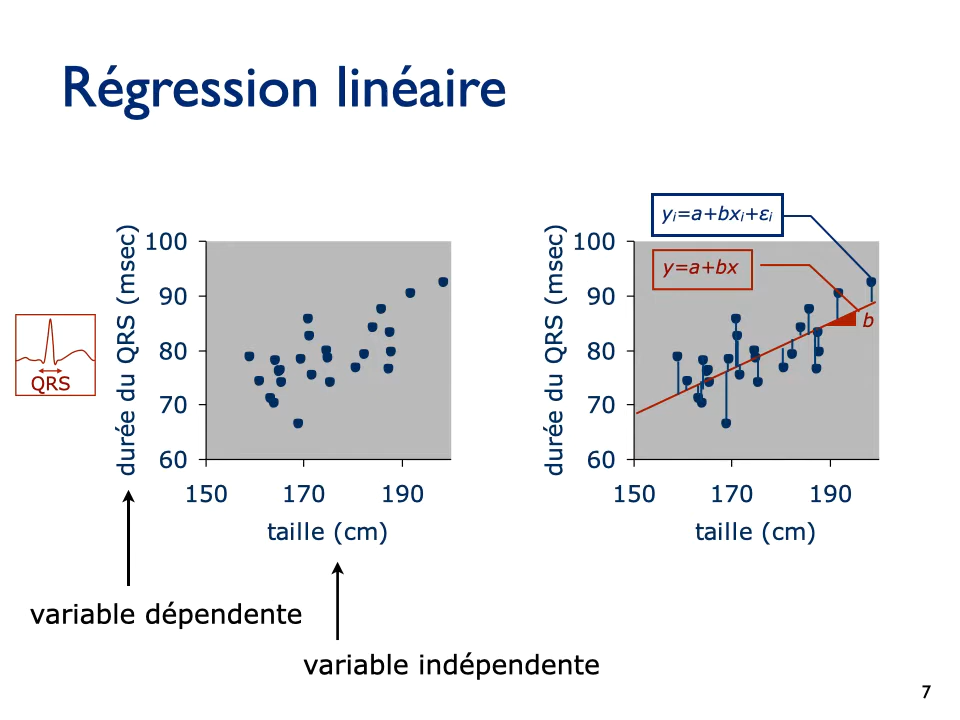 Régression linéaire
durée du QRS (msec)
100
90
80
70
60
150 170 190
taille (cm)
QRS
variable dépendente
variable indépendente
durée du QRS (msec)
100
90
80
70
60
150 170 190
taille (cm)
yᵢ=a+bxᵢ+εᵢ
y=a+bx
b
7